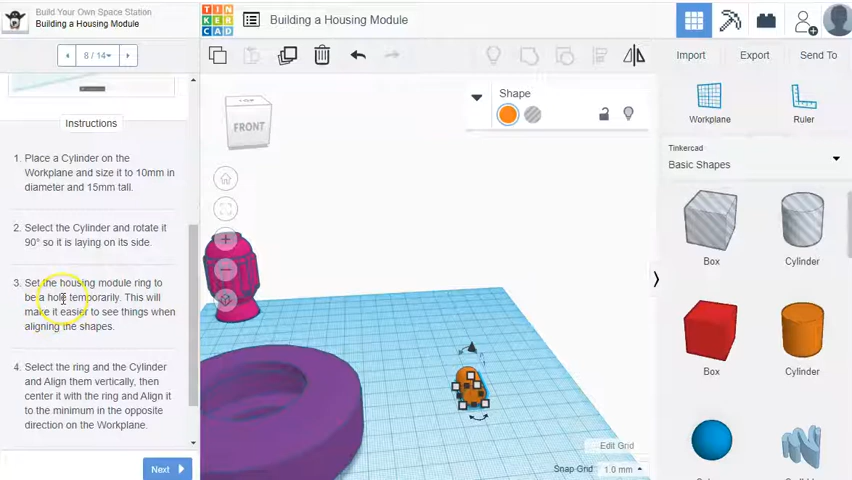 Build Your Own Space Station
Building a Housing Module
TIN
KER
CAD
Building a Housing Module
8 / 14
Import
Export
Send To
Instructions
1. Place a Cylinder on the
Workplane and size it to 10mm in
diameter and 15mm tall.
2. Select the Cylinder and rotate it
90° so it is laying on its side.
3. Set the housing module ring to
be a hole temporarily. This will
make it easier to see things when
aligning the shapes.
4. Select the ring and the Cylinder
and Align them vertically, then
center it with the ring and Align it
to the minimum in the opposite
direction on the Workplane.
Next
FRONT
Shape
Workplane
Ruler
Tinkercad
Basic Shapes
Box
Cylinder
Box
Cylinder
Edit Grid
Snap Grid 1.0 mm